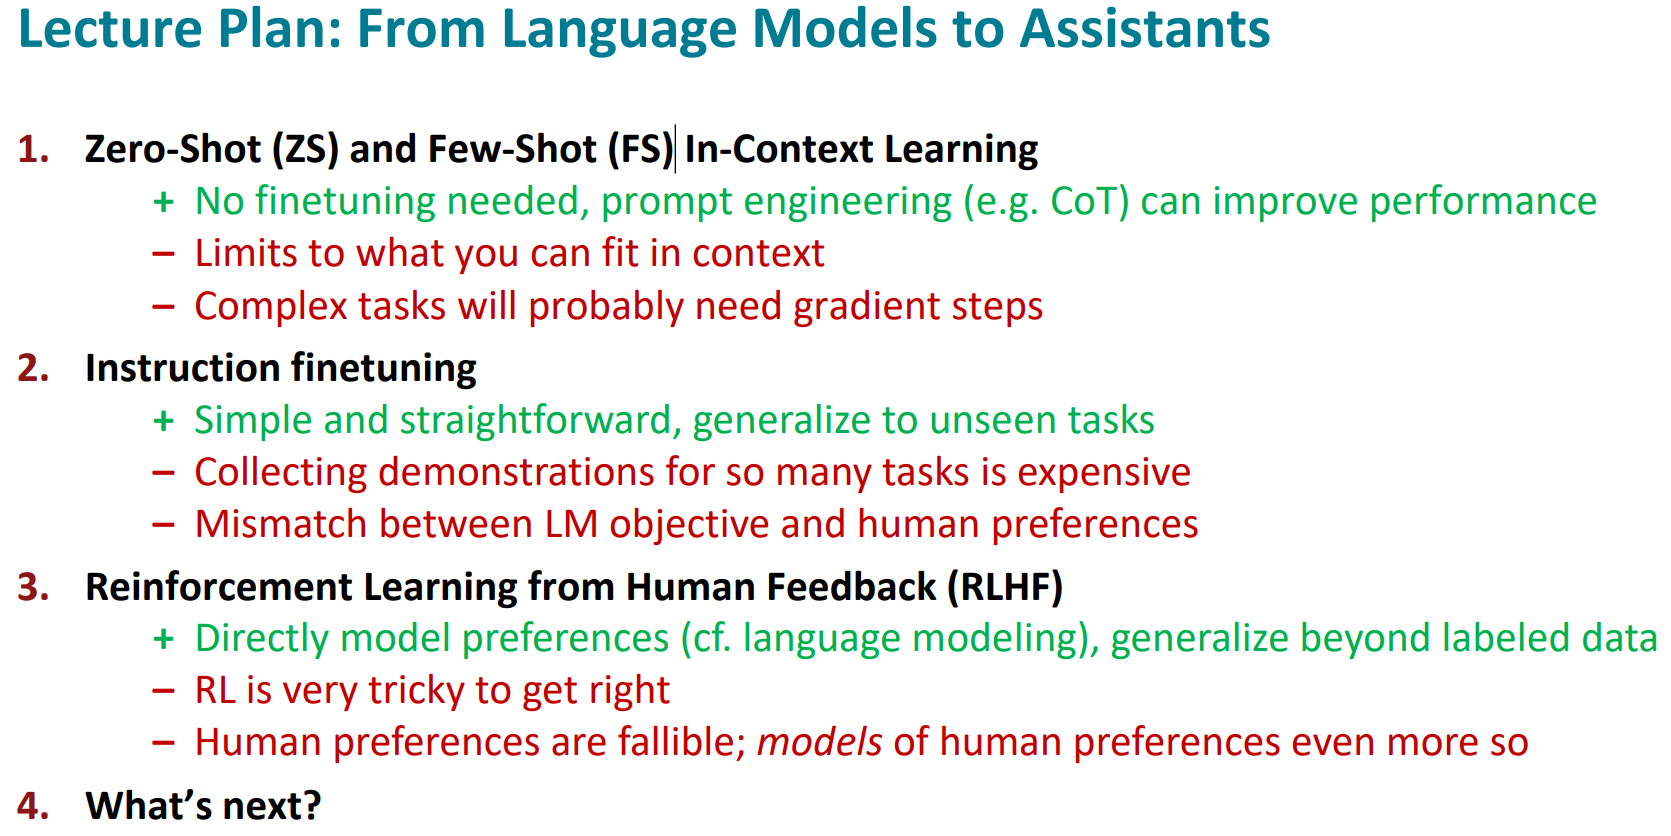 Lecture Plan: From Language Models to Assistants
1. Zero-Shot (ZS) and Few-Shot (FS) In-Context Learning
+ No finetuning needed, prompt engineering (e.g. CoT) can improve performance
– Limits to what you can fit in context
– Complex tasks will probably need gradient steps
2. Instruction finetuning
+ Simple and straightforward, generalize to unseen tasks
– Collecting demonstrations for so many tasks is expensive
– Mismatch between LM objective and human preferences
3. Reinforcement Learning from Human Feedback (RLHF)
+ Directly model preferences (cf. language modeling), generalize beyond labeled data
– RL is very tricky to get right
– Human preferences are fallible; models of human preferences even more so
4. What’s next?